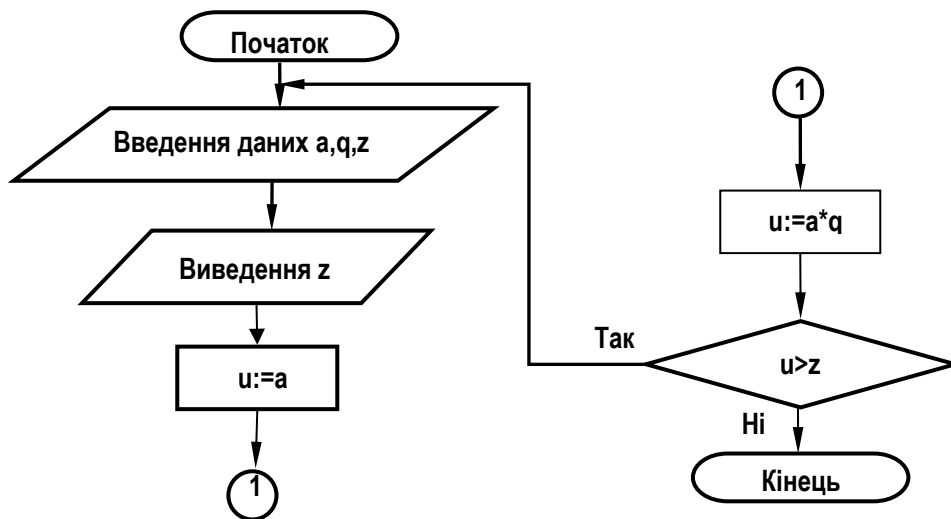 Початок
Введення даних a,q,z
Виведення z
u:=a
1
1
u:=a*q
u>z
Так
Ні
Кінець